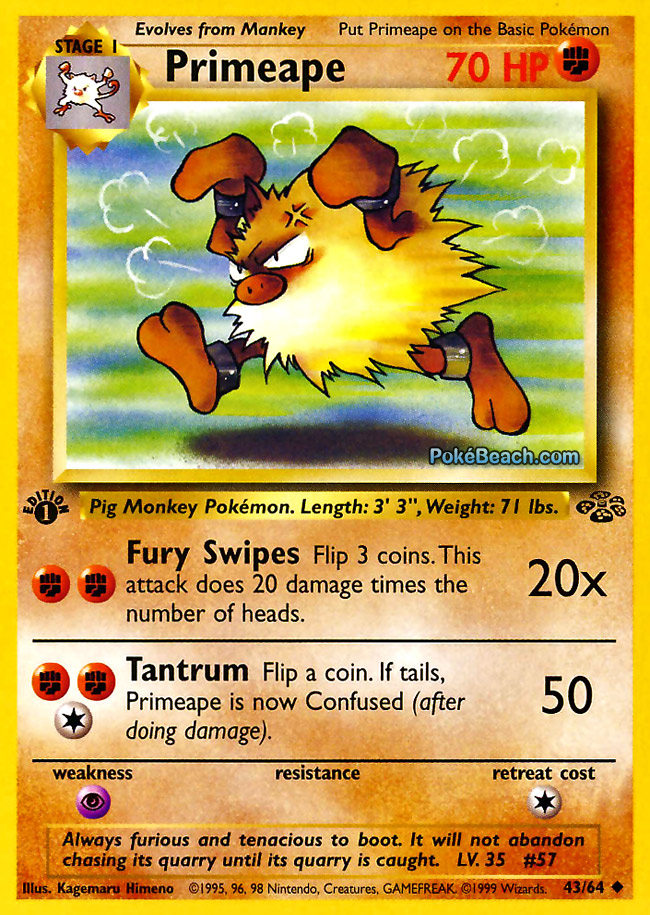 Evolves from Mankey Put Primeape on the Basic Pokémon
STAGE 1
Primeape 70 HP
PokéBeach.com
EDITION
1
Pig Monkey Pokémon. Length: 3' 3", Weight: 71 lbs.
Fury Swipes Flip 3 coins. This
attack does 20 damage times the
number of heads.
20x
Tantrum Flip a coin. If tails,
Primeape is now Confused (after
doing damage).
50
weakness resistance retreat cost
Always furious and tenacious to boot. It will not abandon
chasing its quarry until its quarry is caught. LV. 35 #57
Illus. Kagemaru Himeno ©1995, 96, 98 Nintendo, Creatures, GAMEFREAK. ©1999 Wizards. 43/64